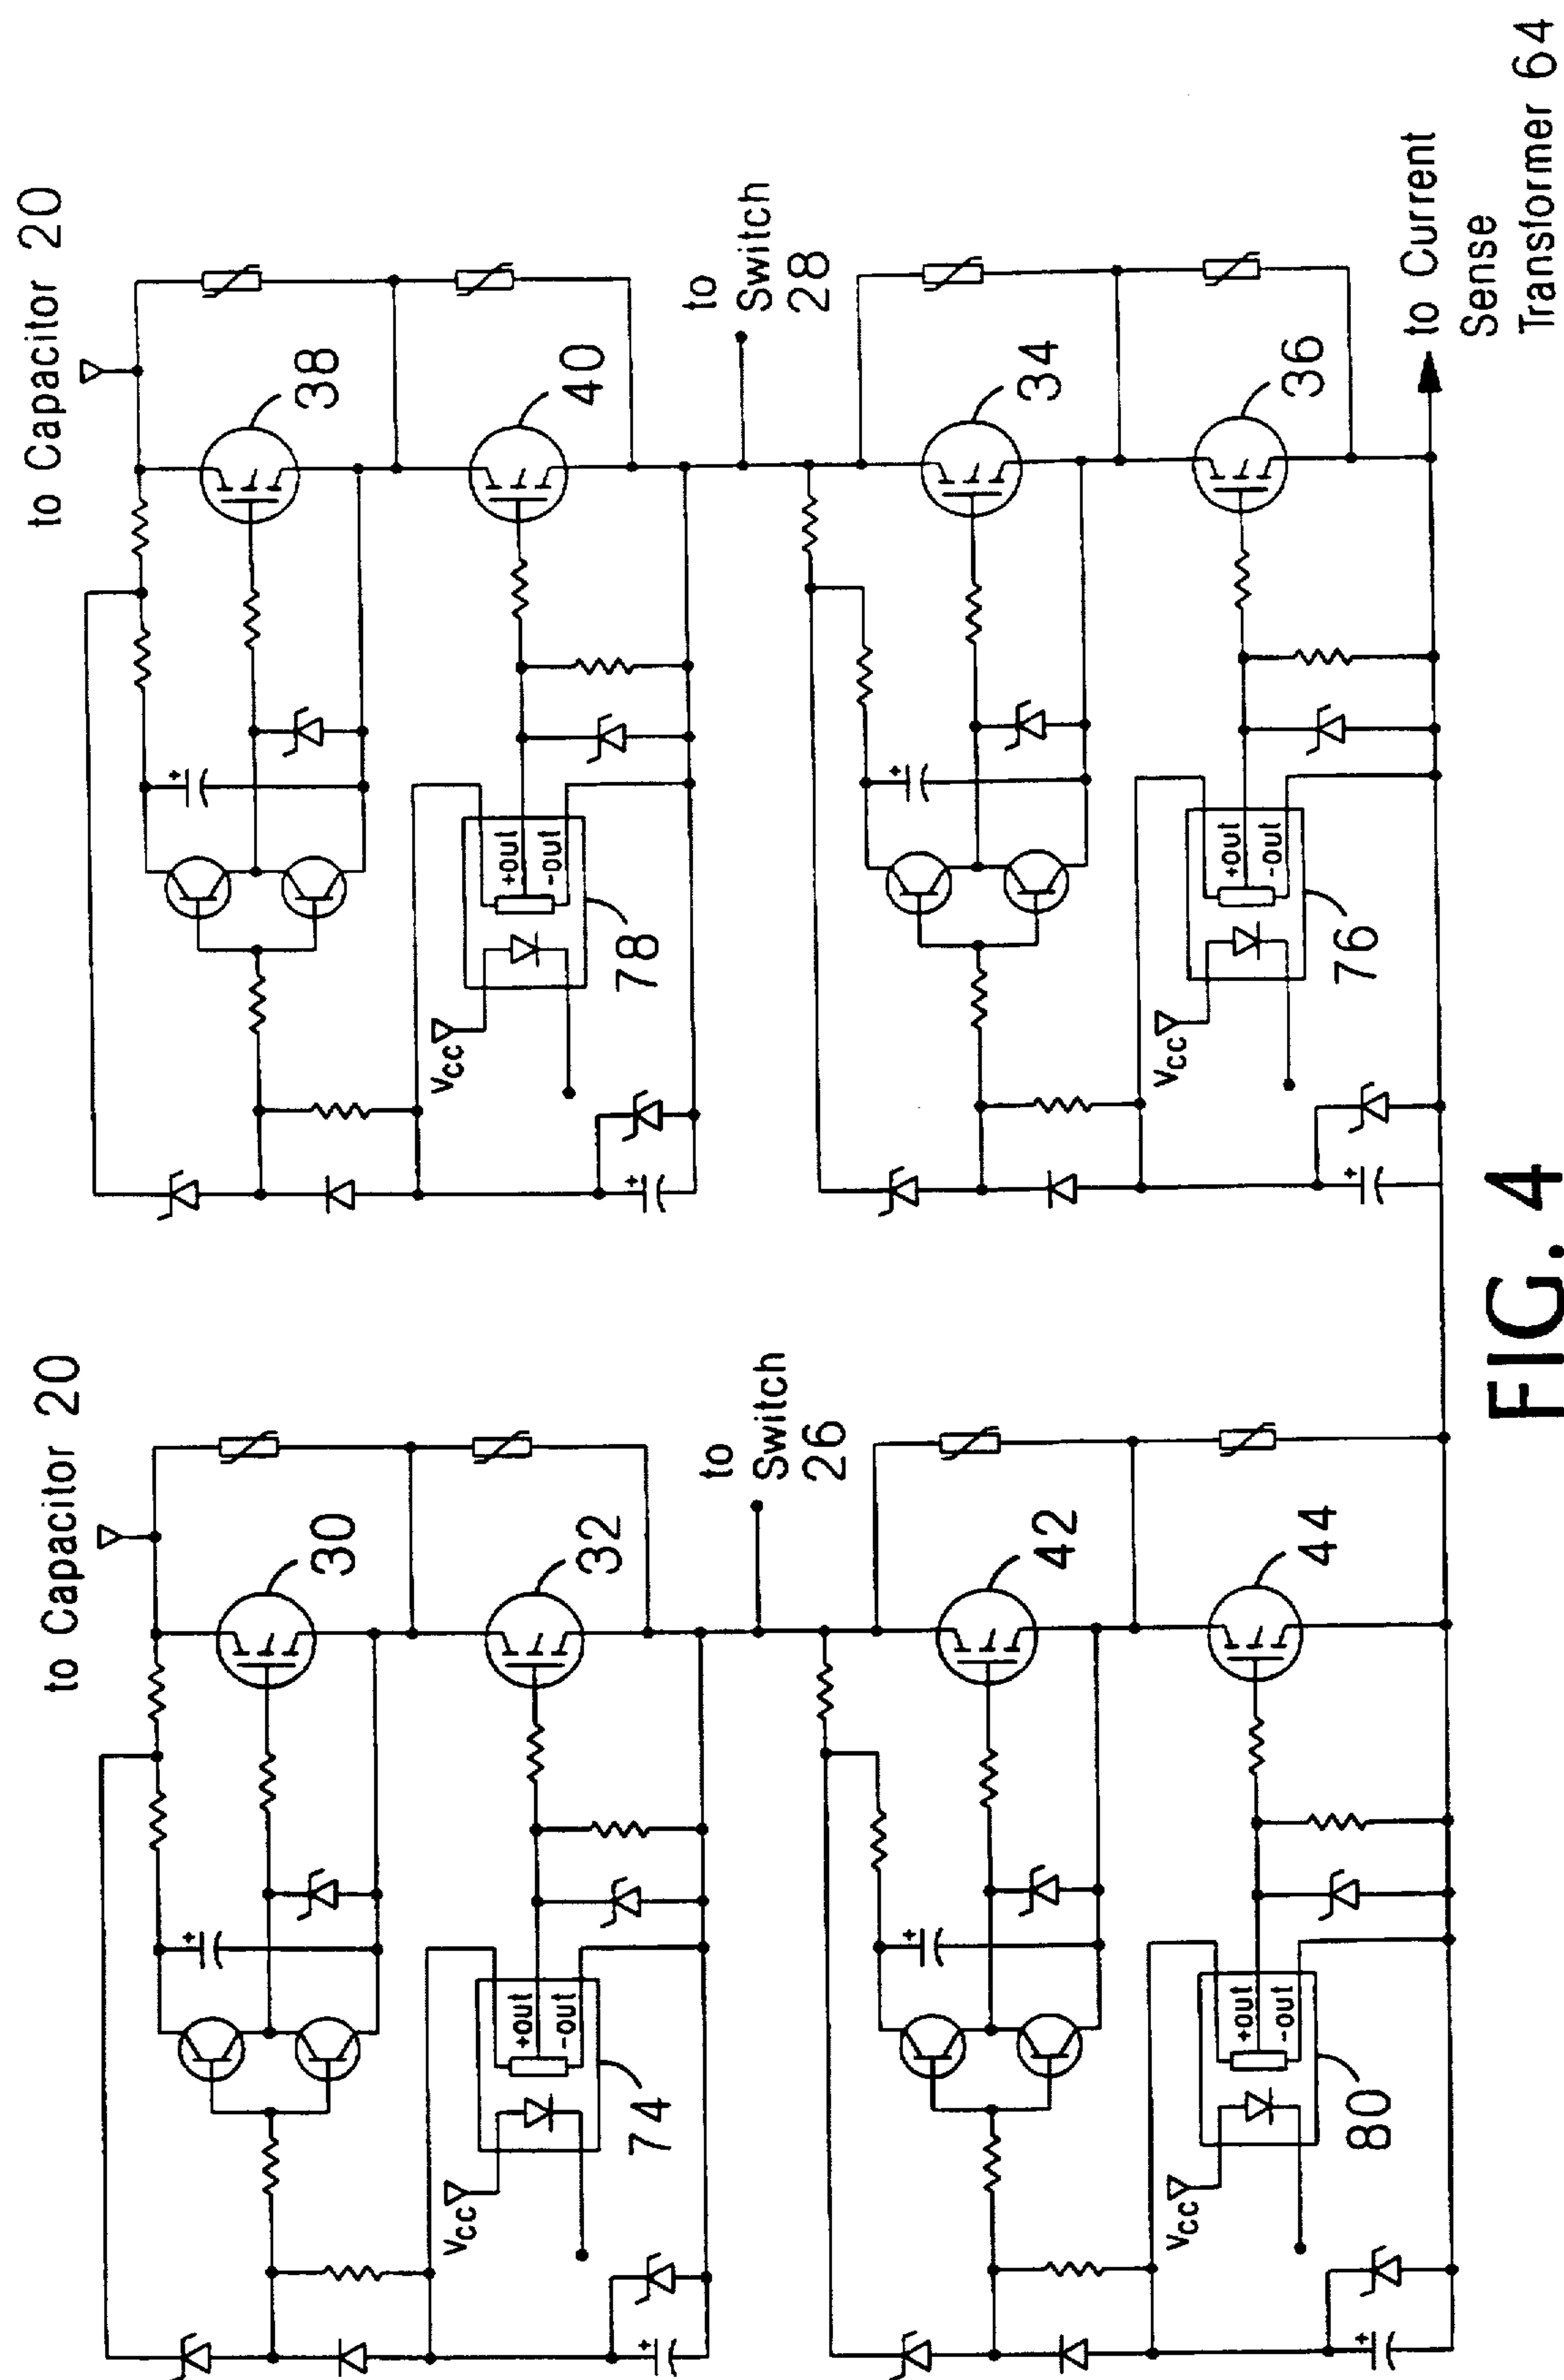 to Capacitor 20
38
40
to
Switch
28
+out
-out
78
Vcc
34
36
+out
-out
76
Vcc
to Current
Sense
Transformer 64
to Capacitor 20
30
32
to
Switch
26
+out
-out
74
Vcc
42
44
+out
-out
80
Vcc
FIG. 4